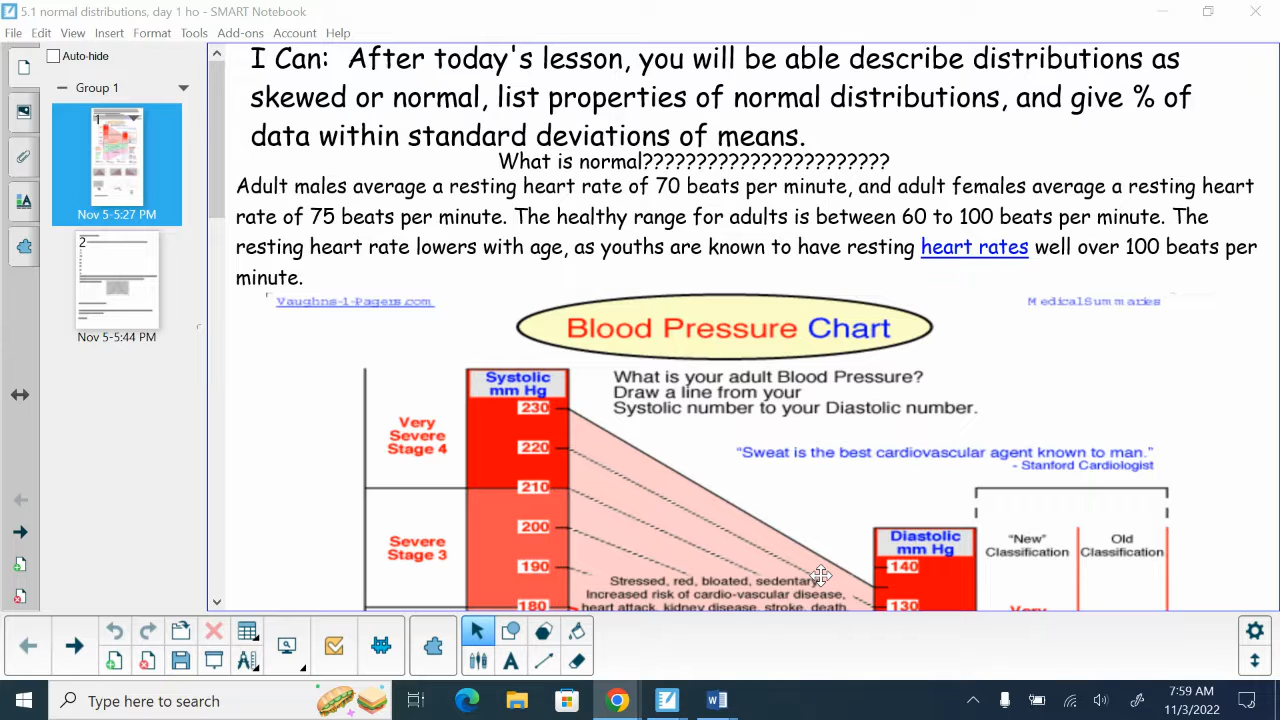 5.1 normal distributions, day 1 ho - SMART Notebook
File Edit View Insert Format Tools Add-ons Account Help
Auto-hide
Group 1
1
Nov 5-5:27 PM
2
Nov 5-5:44 PM
I Can: After today's lesson, you will be able describe distributions as
skewed or normal, list properties of normal distributions, and give % of
data within standard deviations of means.
What is normal???????????????????????
Adult males average a resting heart rate of 70 beats per minute, and adult females average a resting heart
rate of 75 beats per minute. The healthy range for adults is between 60 to 100 beats per minute. The
resting heart rate lowers with age, as youths are known to have resting heart rates well over 100 beats per
minute.
Vaughns-1-Pagers.com
MedicalSummaries
Blood Pressure Chart
Systolic
mm Hg
What is your adult Blood Pressure?
Draw a line from your
Systolic number to your Diastolic number.
230
Very
Severe
Stage 4
220
"Sweat is the best cardiovascular agent known to man."
- Stanford Cardiologist
210
200
Severe
Stage 3
Diastolic
mm Hg
"New"
Classification
Old
Classification
190
140
Stressed, red, bloated, sedentary,
Increased risk of cardio-vascular disease,
heart attack, kidney disease, stroke, death
180
130
Very
Type here to search
7:59 AM
11/3/2022